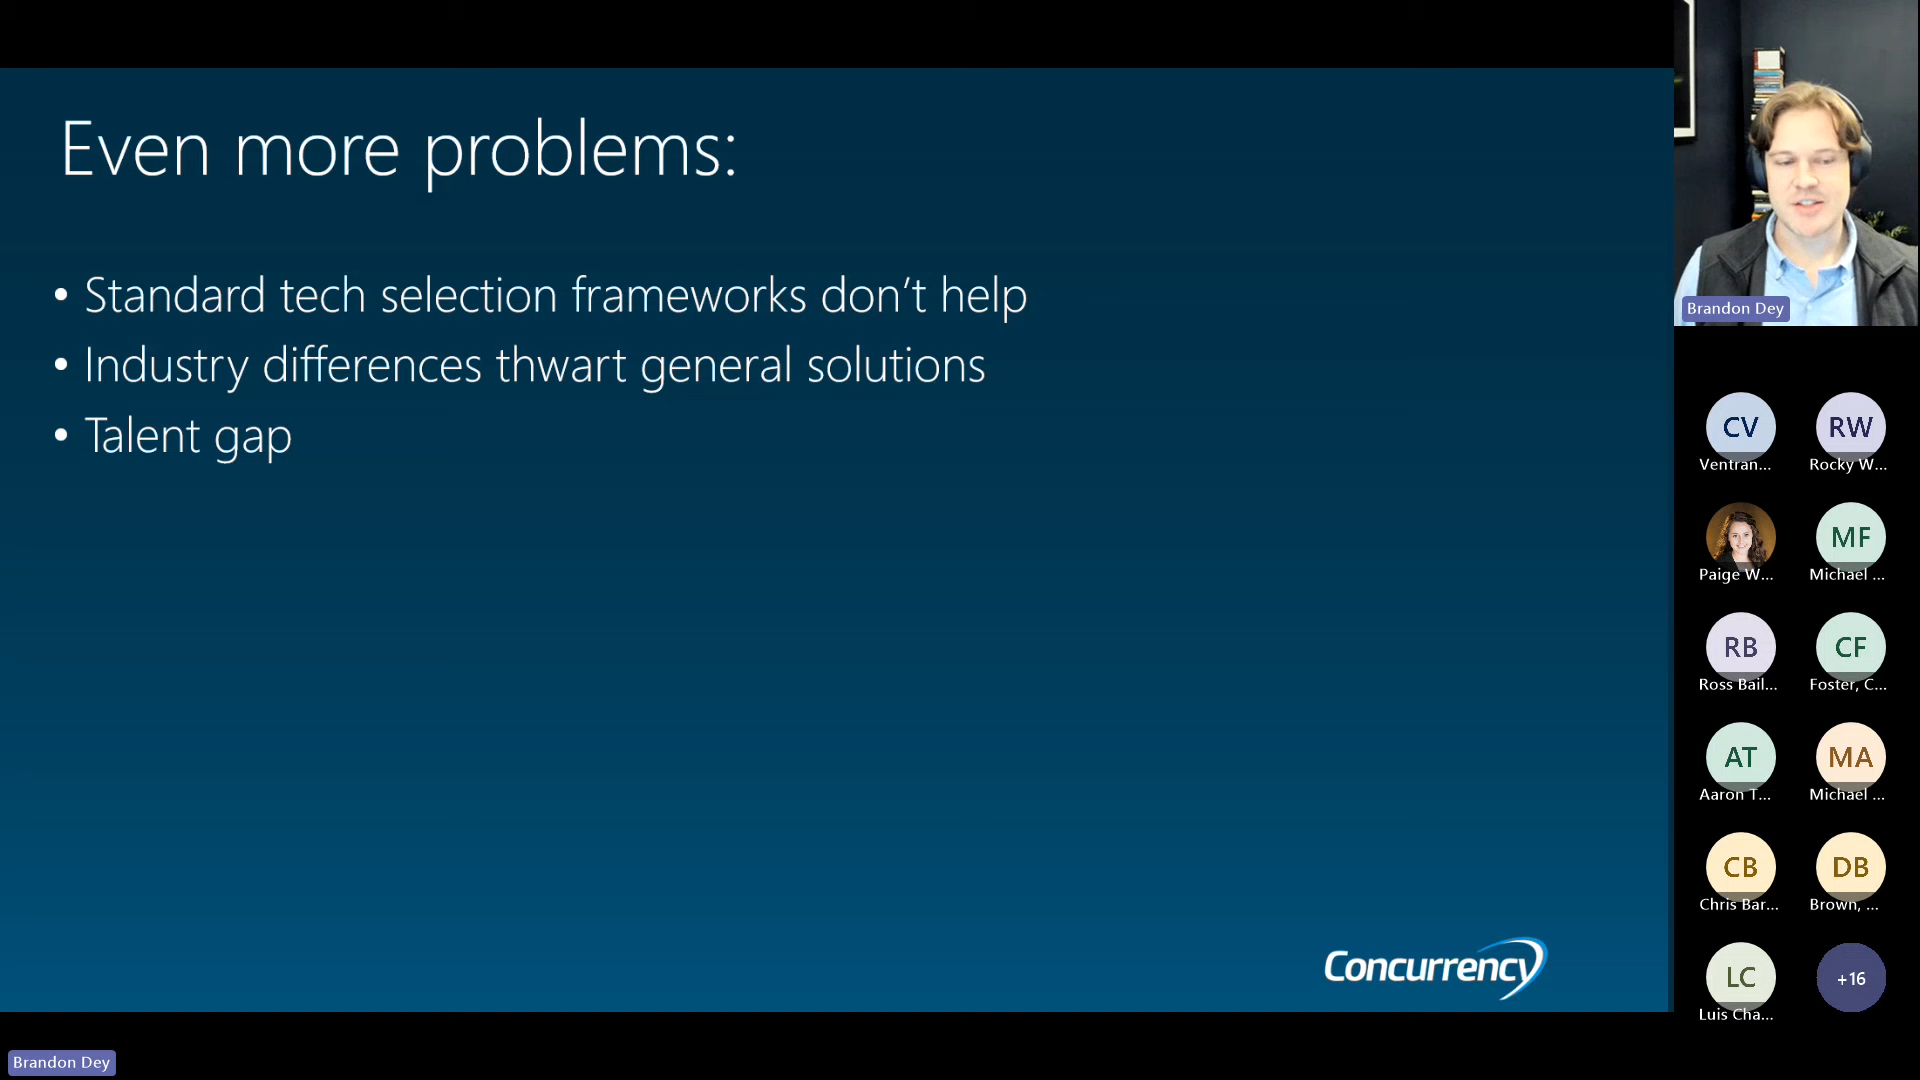 Even more problems:
• Standard tech selection frameworks don't help
• Industry differences thwart general solutions
• Talent gap
Concurrency
Brandon Dey
Brandon Dey
CV
Ventran...
RW
Rocky W...
Paige W...
MF
Michael ...
RB
Ross Bail...
CF
Foster, C...
AT
Aaron T...
MA
Michael ...
CB
Chris Bar...
DB
Brown, ...
LC
Luis Cha...
+16